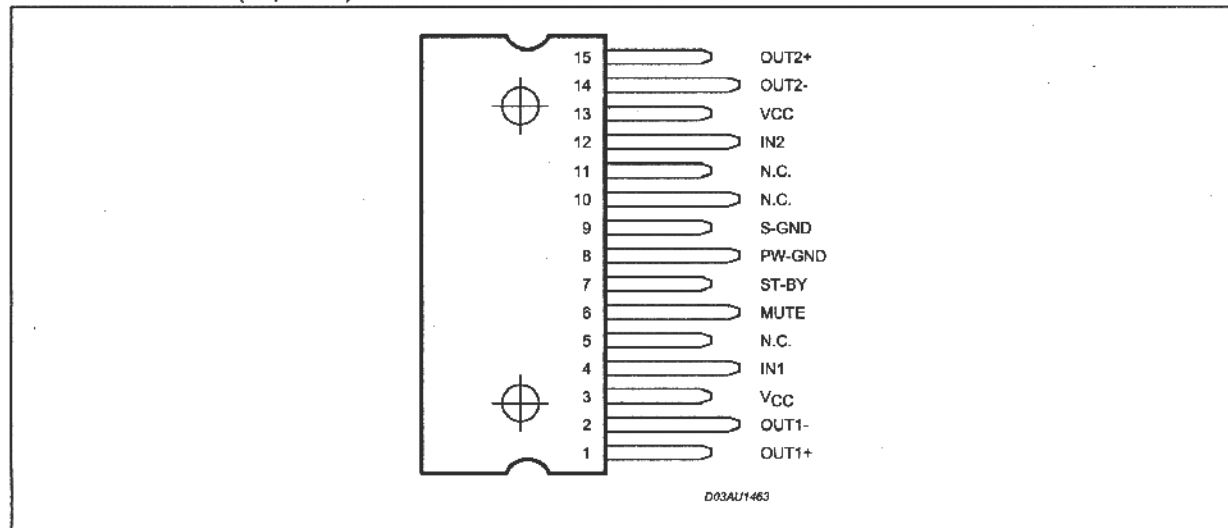 15 OUT2+
14 OUT2-
13 VCC
12 IN2
11 N.C.
10 N.C.
9 S-GND
8 PW-GND
7 ST-BY
6 MUTE
5 N.C.
4 IN1
3 VCC
2 OUT1-
1 OUT1+
D03AU1463